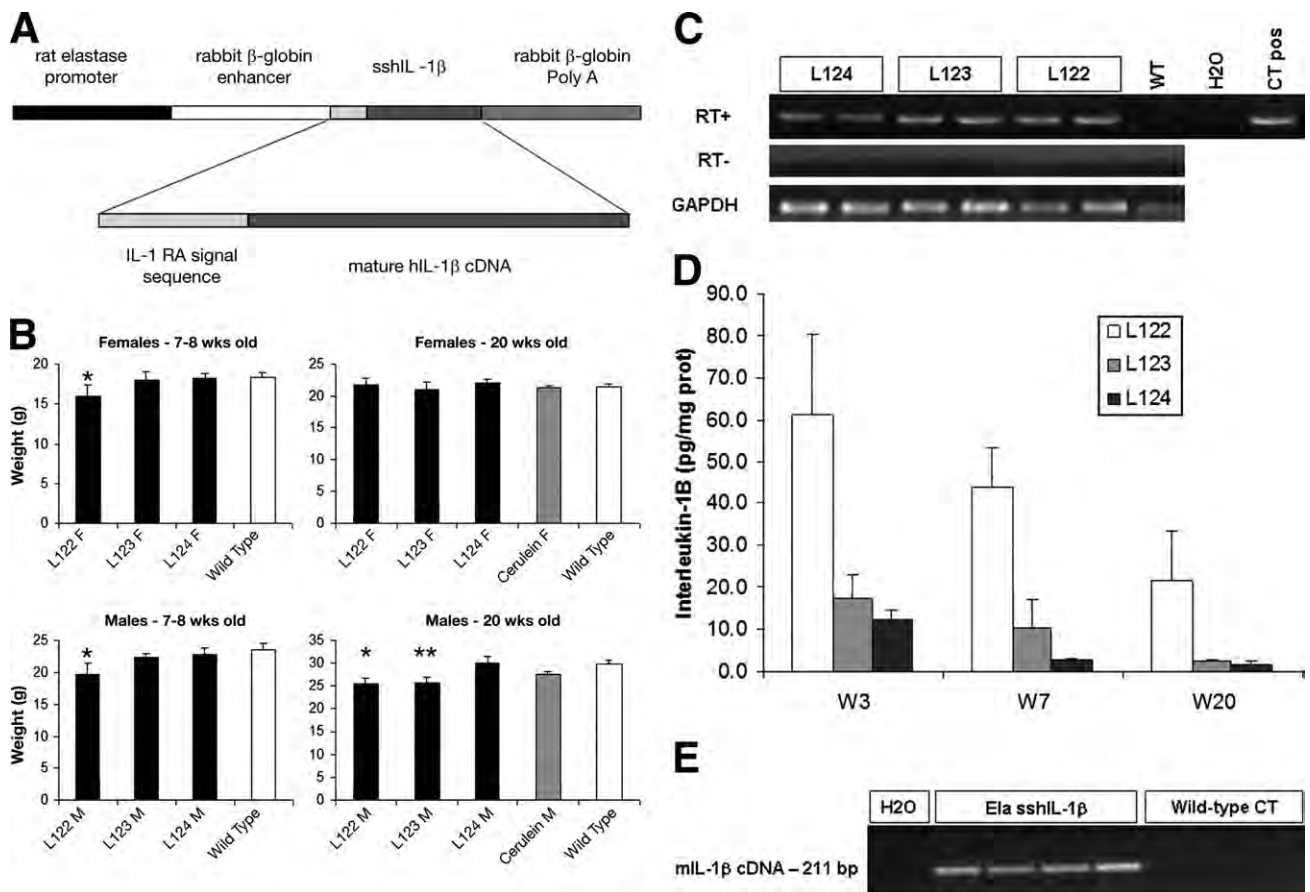 A
rat elastase
promoter
rabbit β-globin
enhancer
sshIL -1β
rabbit β-globin
Poly A
IL-1 RA signal
sequence
mature hIL-1β cDNA
B
Females - 7-8 wks old
Weight (g)
20
15
10
5
0
*
L122 F
L123 F
L124 F
Wild Type
Females - 20 wks old
25
20
15
10
5
0
L122 F
L123 F
L124 F
Cerulein F
Wild Type
Males - 7-8 wks old
Weight (g)
25
20
15
10
5
0
*
L122 M
L123 M
L124 M
Wild Type
Males - 20 wks old
35
30
25
20
15
10
5
0
*
**
L122 M
L123 M
L124 M
Cerulein M
Wild Type
C
L124
L123
L122
WT
H2O
CT pos
RT+
RT-
GAPDH
D
Interleukin-1B (pg/mg prot)
90.0
80.0
70.0
60.0
50.0
40.0
30.0
20.0
10.0
0.0
L122
L123
L124
W3
W7
W20
E
H2O
Ela sshIL-1β
Wild-type CT
mIL-1β cDNA – 211 bp